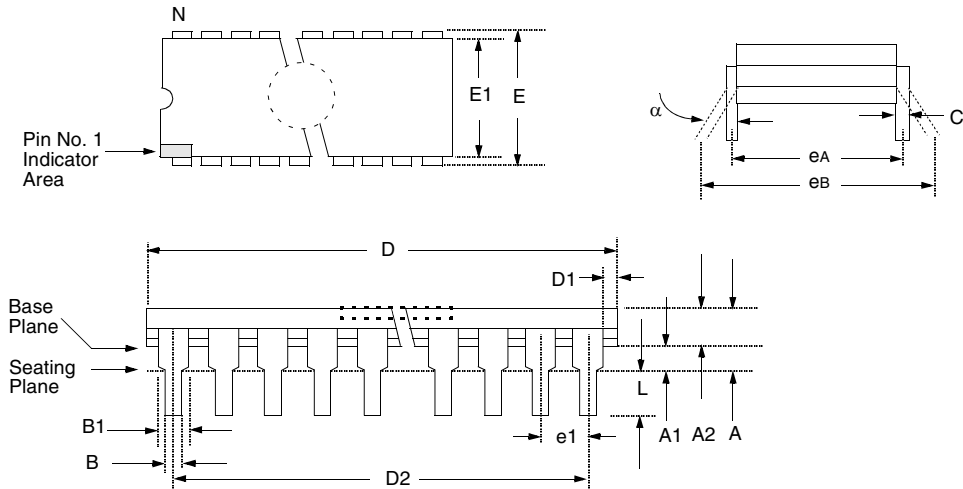 N
E1
E
Pin No. 1
Indicator
Area
α
C
eA
eB
D
D1
Base
Plane
Seating
Plane
L
B1
e1
A1
A2
A
B
D2